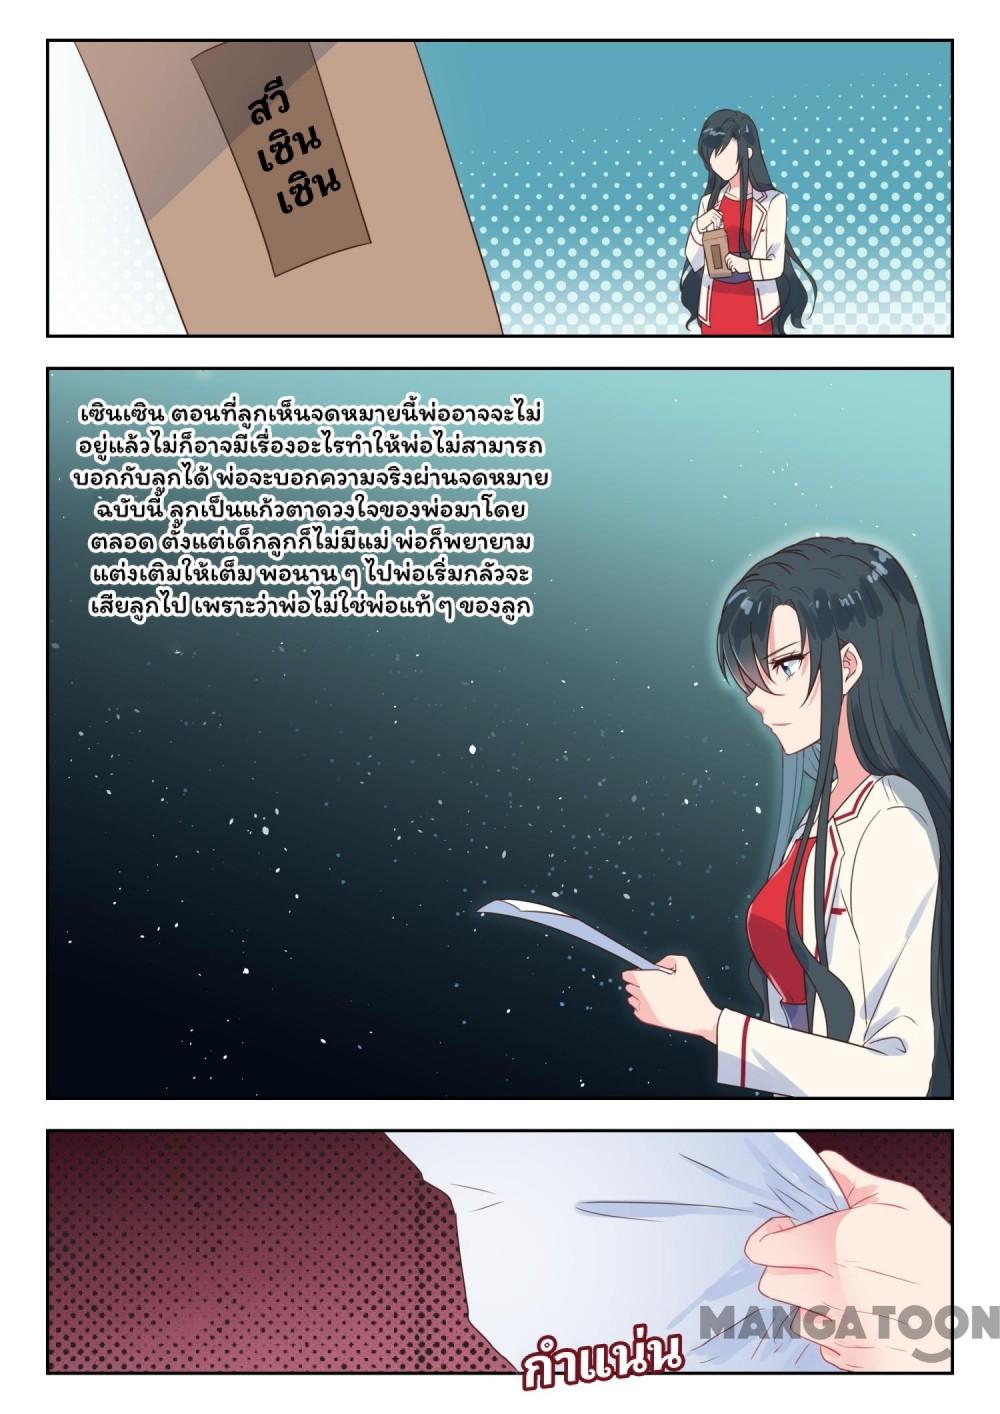 สวี
เซิน
เซิน
เซินเซิน ตอนที่ลูกเห็นจดหมายนี้พ่ออาจจะไม่
อยู่แล้วไม่ก็อาจมีเรื่องอะไรทำให้พ่อไม่สามารถ
บอกกับลูกได้ พ่อจะบอกความจริงผ่านจดหมาย
ฉบับนี้ ลูกเป็นแก้วตาดวงใจของพ่อมาโดย
ตลอด ตั้งแต่เด็กลูกก็ไม่มีแม่ พ่อก็พยายาม
แต่งเติมให้เต็ม พอนาน ๆ ไปพ่อเริ่มกลัวจะ
เสียลูกไป เพราะว่าพ่อไม่ใช่พ่อแท้ ๆ ของลูก
MANGATOON
กำแน่น